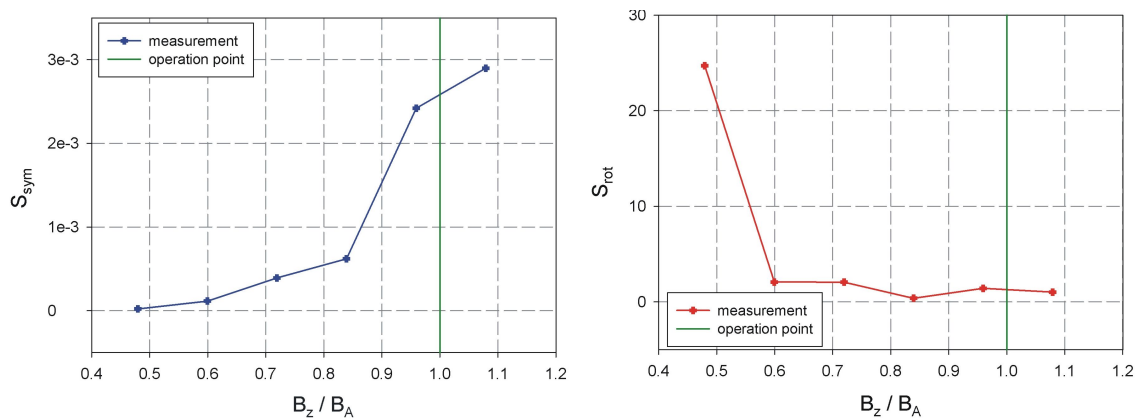 measurement
operation point
3e-3
2e-3
1e-3
0
S_sym
0.4 0.5 0.6 0.7 0.8 0.9 1.0 1.1 1.2
B_z / B_A
30
20
10
0
S_rot
measurement
operation point
0.4 0.5 0.6 0.7 0.8 0.9 1.0 1.1 1.2
B_z / B_A